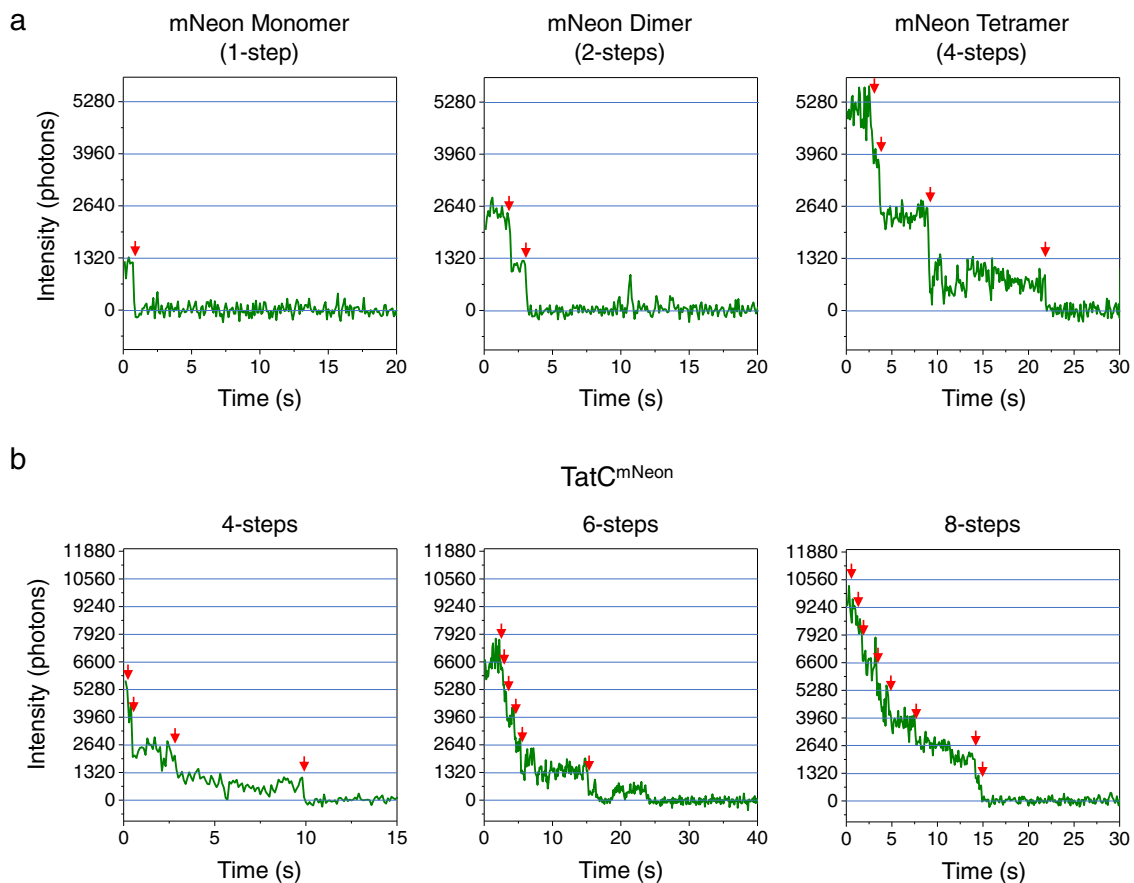 a
mNeon Monomer
(1-step)
mNeon Dimer
(2-steps)
mNeon Tetramer
(4-steps)
Intensity (photons)
5280
3960
2640
1320
0
0 5 10 15 20
Time (s)
0 5 10 15 20
Time (s)
5280
3960
2640
1320
0
0 5 10 15 20 25 30
Time (s)
b
TatCmNeon
4-steps
6-steps
8-steps
Intensity (photons)
11880
10560
9240
7920
6600
5280
3960
2640
1320
0
0 5 10 15
Time (s)
11880
10560
9240
7920
6600
5280
3960
2640
1320
0
0 10 20 30 40
Time (s)
11880
10560
9240
7920
6600
5280
3960
2640
1320
0
0 5 10 15 20 25 30
Time (s)
5280
3960
2640
1320
0